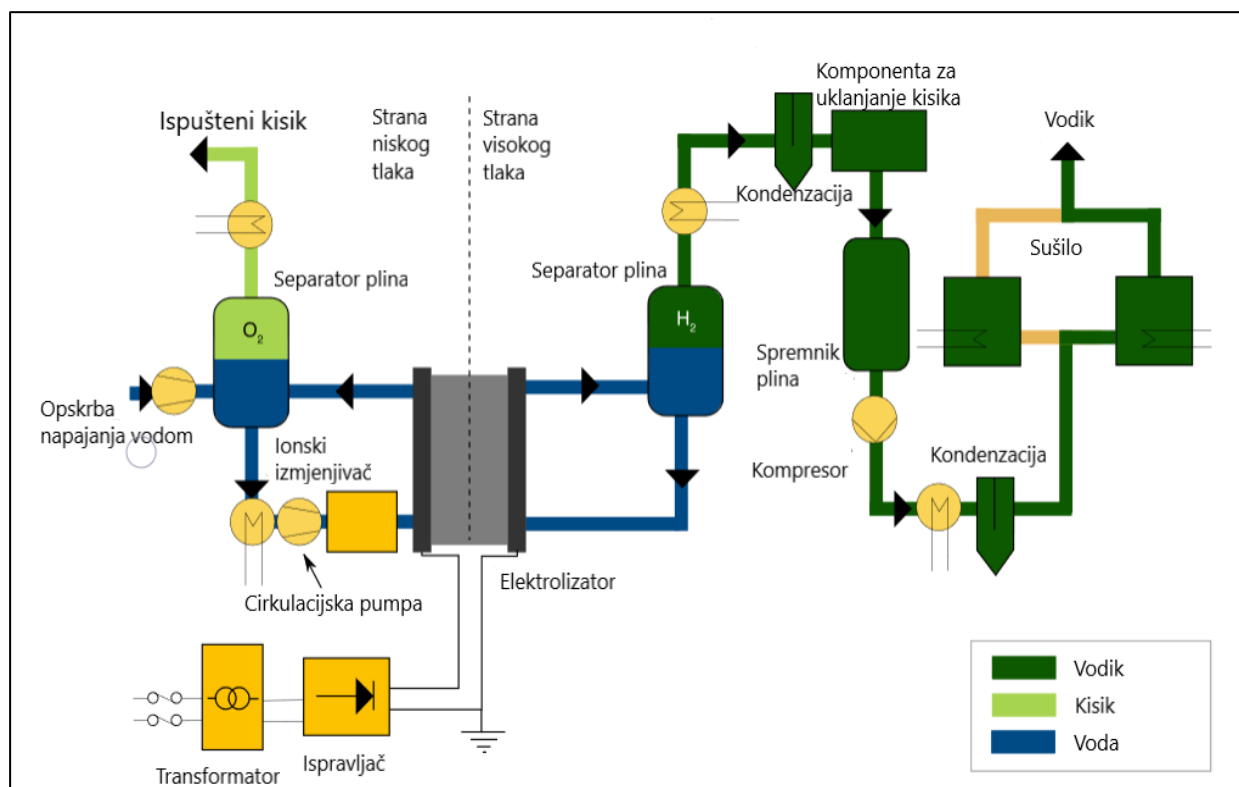 Komponenta za
uklanjanje kisika
Ispušteni kisik
Strana
niskog
tlaka
Strana
visokog
tlaka
Vodik
Kondenzacija
Sušilo
Separator plina
Separator plina
O2
H2
Spremnik
plina
Opskrba
napajanja vodom
Ionski
izmjenjivač
Kompresor
Kondenzacija
Elektrolizator
Cirkulacijska pumpa
Transformator
Ispravljač
Vodik
Kisik
Voda